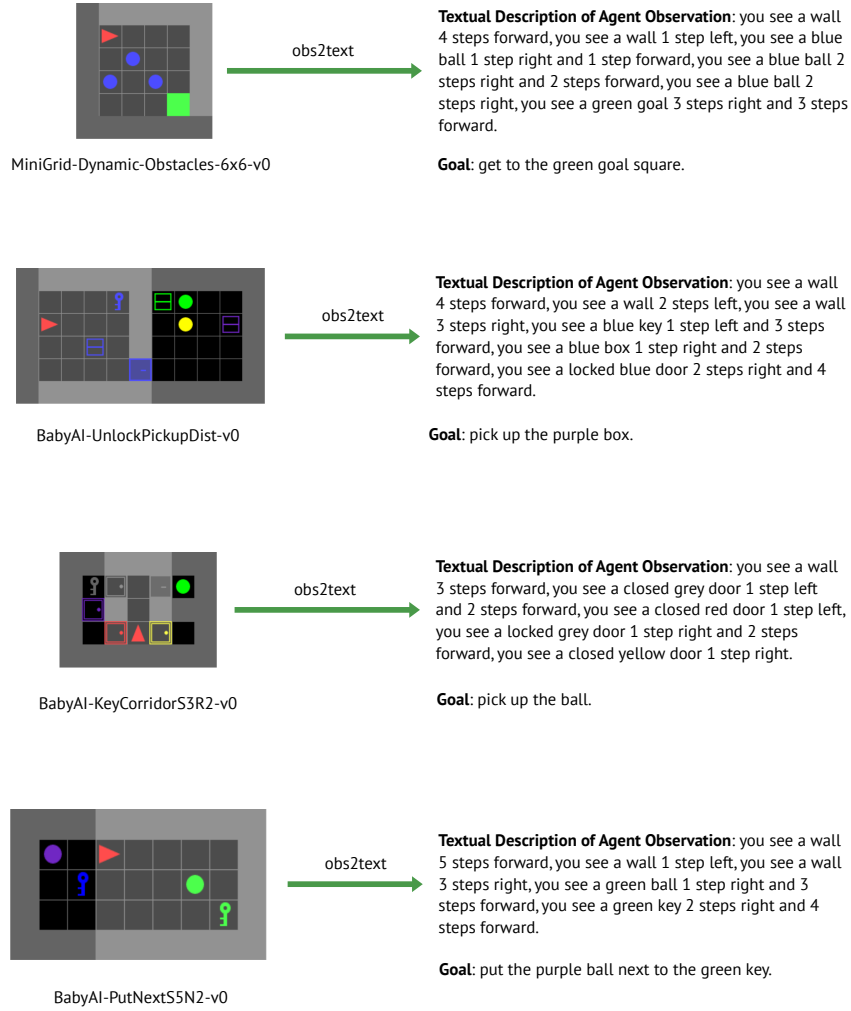 obs2text
Textual Description of Agent Observation: you see a wall
4 steps forward, you see a wall 1 step left, you see a blue
ball 1 step right and 1 step forward, you see a blue ball 2
steps right and 2 steps forward, you see a blue ball 2
steps right, you see a green goal 3 steps right and 3 steps
forward.
Goal: get to the green goal square.
MiniGrid-Dynamic-Obstacles-6x6-v0
obs2text
Textual Description of Agent Observation: you see a wall
4 steps forward, you see a wall 2 steps left, you see a wall
3 steps right, you see a blue key 1 step left and 3 steps
forward, you see a blue box 1 step right and 2 steps
forward, you see a locked blue door 2 steps right and 4
steps forward.
Goal: pick up the purple box.
BabyAI-UnlockPickupDist-v0
obs2text
Textual Description of Agent Observation: you see a wall
3 steps forward, you see a closed grey door 1 step left
and 2 steps forward, you see a closed red door 1 step left,
you see a locked grey door 1 step right and 2 steps
forward, you see a closed yellow door 1 step right.
Goal: pick up the ball.
BabyAI-KeyCorridorS3R2-v0
obs2text
Textual Description of Agent Observation: you see a wall
5 steps forward, you see a wall 1 step left, you see a wall
3 steps right, you see a green ball 1 step right and 3
steps forward, you see a green key 2 steps right and 4
steps forward.
Goal: put the purple ball next to the green key.
BabyAI-PutNextS5N2-v0